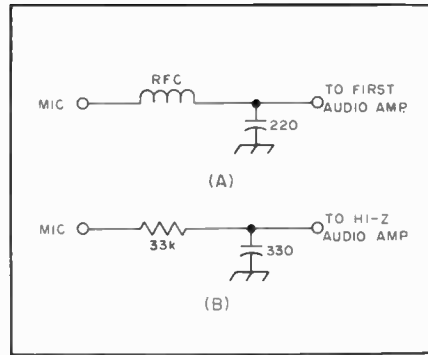 RFC
MIC
TO FIRST
AUDIO AMP.
220
(A)
MIC
33k
TO HI-Z
AUDIO AMP
330
(B)